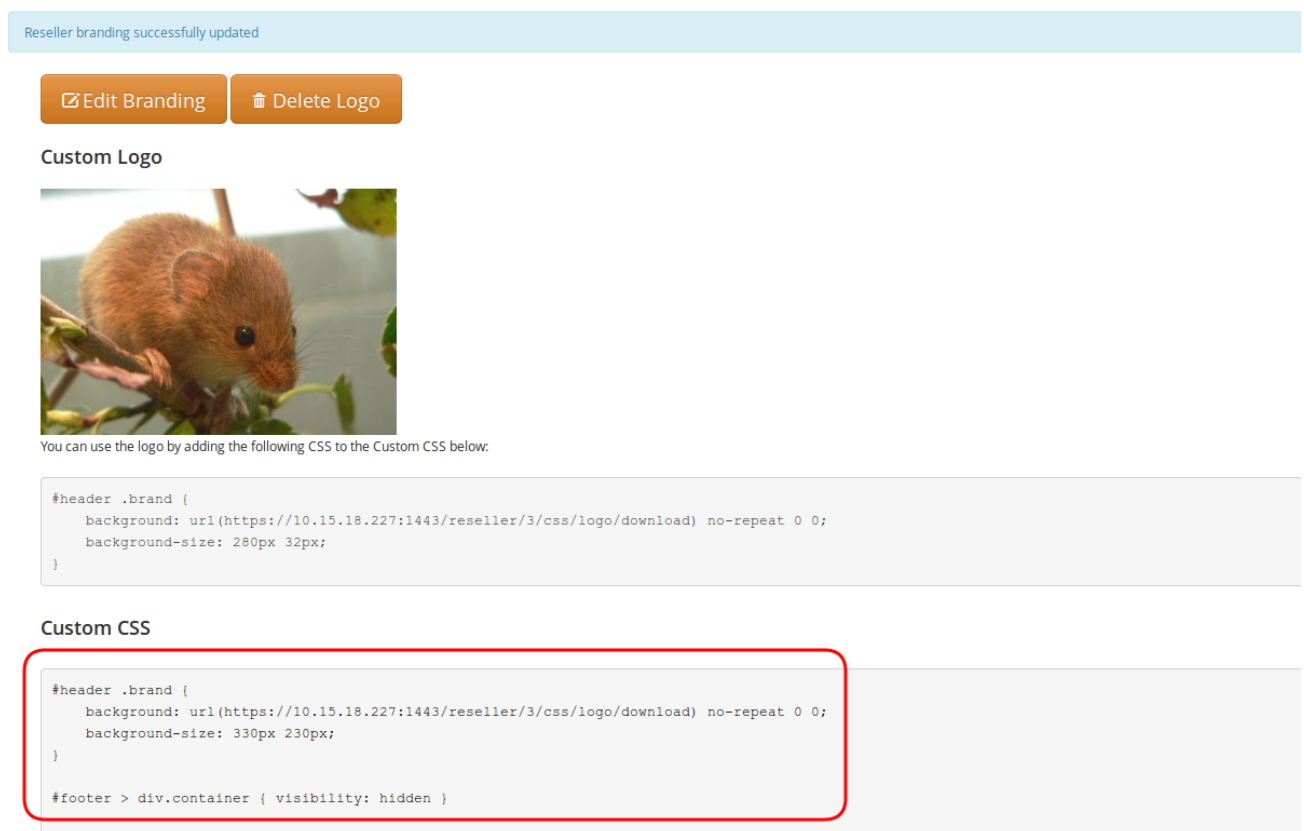 Reseller branding successfully updated
Edit Branding
Delete Logo
Custom Logo
You can use the logo by adding the following CSS to the Custom CSS below:
#header .brand {
    background: url(https://10.15.18.227:1443/reseller/3/css/logo/download) no-repeat 0 0;
    background-size: 280px 32px;
}
Custom CSS
#header .brand {
    background: url(https://10.15.18.227:1443/reseller/3/css/logo/download) no-repeat 0 0;
    background-size: 330px 230px;
}
#footer > div.container { visibility: hidden }